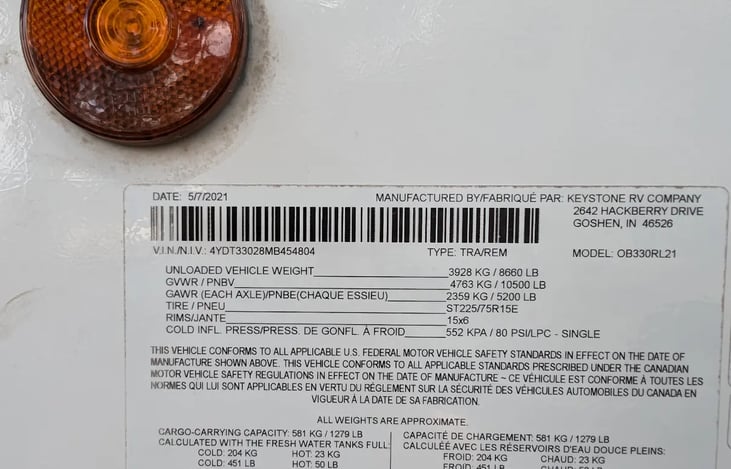 DATE: 5/7/2021 MANUFACTURED BY/FABRIQUÉ PAR: KEYSTONE RV COMPANY
2642 HACKBERRY DRIVE
GOSHEN, IN 46526
V.I.N./N.I.V.: 4YDT33028MB454804 TYPE: TRA/REM MODEL: OB330RL21
UNLOADED VEHICLE WEIGHT 3928 KG / 8660 LB
GVWR / PNBV 4763 KG / 10500 LB
GAWR (EACH AXLE)/PNBE(CHAQUE ESSIEU) 2359 KG / 5200 LB
TIRE / PNEU ST225/75R15E
RIMS/JANTE 15x6
COLD INFL. PRESS/PRESS. DE GONFL. À FROID 552 KPA / 80 PSI/LPC - SINGLE
THIS VEHICLE CONFORMS TO ALL APPLICABLE U.S. FEDERAL MOTOR VEHICLE SAFETY STANDARDS IN EFFECT ON THE DATE OF
MANUFACTURE SHOWN ABOVE. THIS VEHICLE CONFORMS TO ALL APPLICABLE STANDARDS PRESCRIBED UNDER THE CANADIAN
MOTOR VEHICLE SAFETY REGULATIONS IN EFFECT ON THE DATE OF MANUFACTURE ~ CE VÉHICULE EST CONFORME À TOUTES LES
NORMES QUI LUI SONT APPLICABLES EN VERTU DU RÉGLEMENT SUR LA SÉCURITÉ DES VÉHICULES AUTOMOBILES DU CANADA EN
VIGUEUR À LA DATE DE SA FABRICATION.
ALL WEIGHTS ARE APPROXIMATE.
CARGO-CARRYING CAPACITY: 581 KG / 1279 LB
CALCULATED WITH THE FRESH WATER TANKS FULL:
COLD: 204 KG HOT: 23 KG
COLD: 451 LB HOT: 50 LB
CAPACITÉ DE CHARGEMENT: 581 kg / 1279 LB
CALCULÉE AVEC LES RÉSERVOIRS D'EAU DOUCE PLEINS:
FROID: 204 KG CHAUD: 23 KG
FROID: 451 LB CHAUD: 50 LB